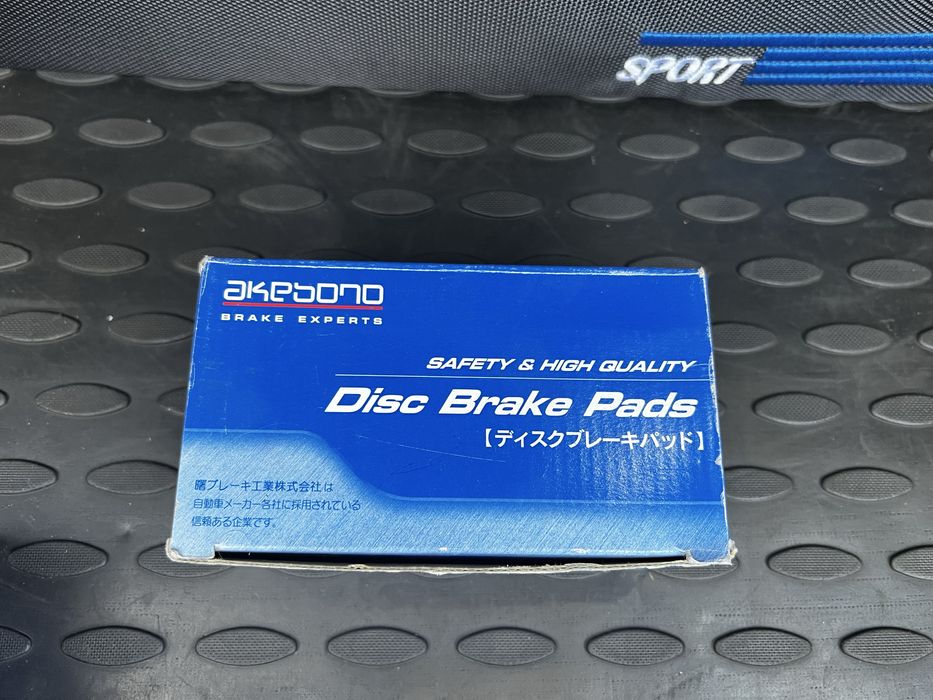 SPORT
akebono
BRAKE EXPERTS
SAFETY & HIGH QUALITY
Disc Brake Pads
【ディスクブレーキパッド】
曙ブレーキ工業株式会社は
自動車メーカー各社に採用されている
信頼ある企業です。